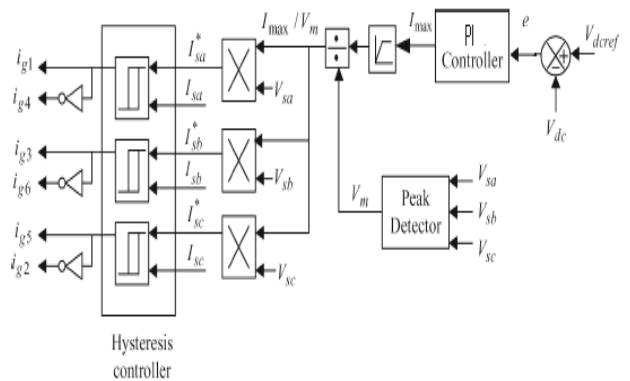 I_max / V_m
I_max
PI
Controller
e
V_dcref
+
-
V_dc
÷
i_g1
I*_sa
V_sa
i_g4
I_sa
i_g3
I*_sb
V_sb
i_g6
I_sb
V_m
Peak
Detector
V_sa
V_sb
V_sc
i_g5
I*_sc
V_sc
i_g2
I_sc
Hysteresis
controller